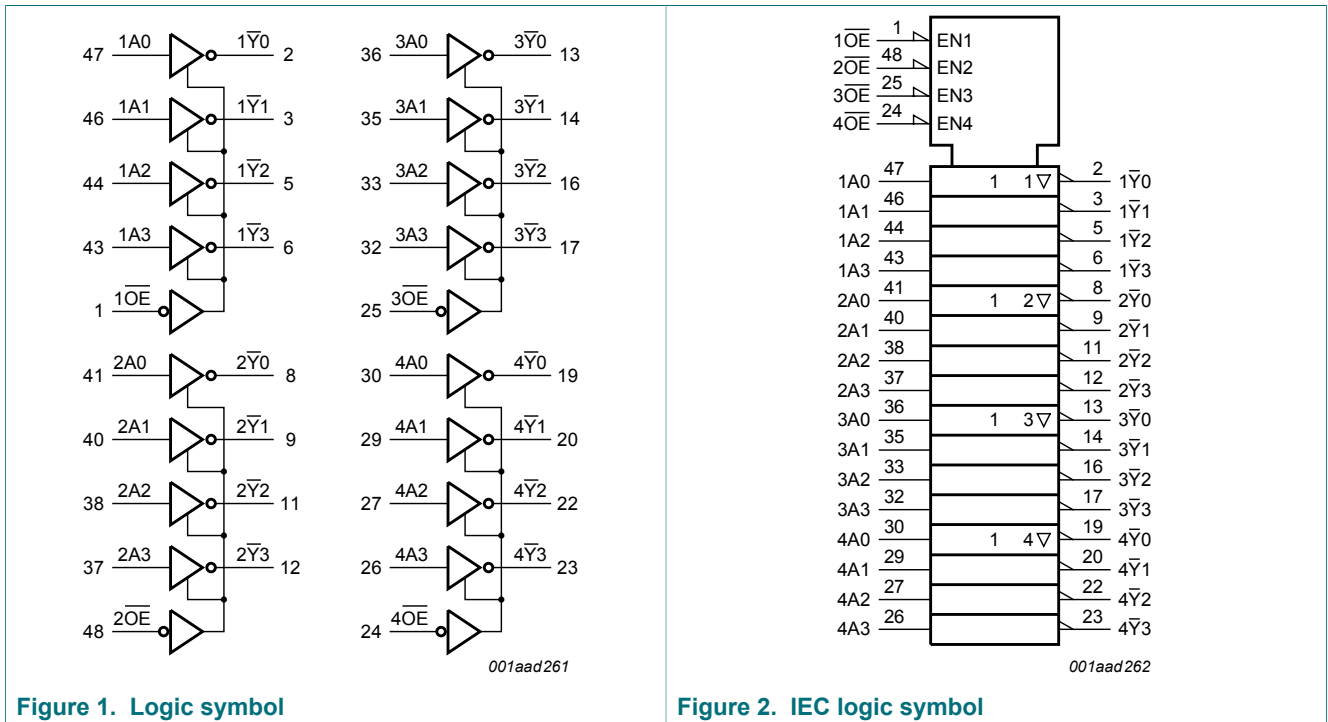 47 1A0 1Y̅0 2
46 1A1 1Y̅1 3
44 1A2 1Y̅2 5
43 1A3 1Y̅3 6
1 1O̅E̅
36 3A0 3Y̅0 13
35 3A1 3Y̅1 14
33 3A2 3Y̅2 16
32 3A3 3Y̅3 17
25 3O̅E̅
41 2A0 2Y̅0 8
40 2A1 2Y̅1 9
38 2A2 2Y̅2 11
37 2A3 2Y̅3 12
48 2O̅E̅
30 4A0 4Y̅0 19
29 4A1 4Y̅1 20
27 4A2 4Y̅2 22
26 4A3 4Y̅3 23
24 4O̅E̅
001aad261
Figure 1. Logic symbol
1O̅E̅ 1 EN1
2O̅E̅ 48 EN2
3O̅E̅ 25 EN3
4O̅E̅ 24 EN4
1A0 47 1 1▽ 2 1Y̅0
1A1 46 3 1Y̅1
1A2 44 5 1Y̅2
1A3 43 6 1Y̅3
2A0 41 1 2▽ 8 2Y̅0
2A1 40 9 2Y̅1
2A2 38 11 2Y̅2
2A3 37 12 2Y̅3
3A0 36 1 3▽ 13 3Y̅0
3A1 35 14 3Y̅1
3A2 33 16 3Y̅2
3A3 32 17 3Y̅3
4A0 30 1 4▽ 19 4Y̅0
4A1 29 20 4Y̅1
4A2 27 22 4Y̅2
4A3 26 23 4Y̅3
001aad262
Figure 2. IEC logic symbol